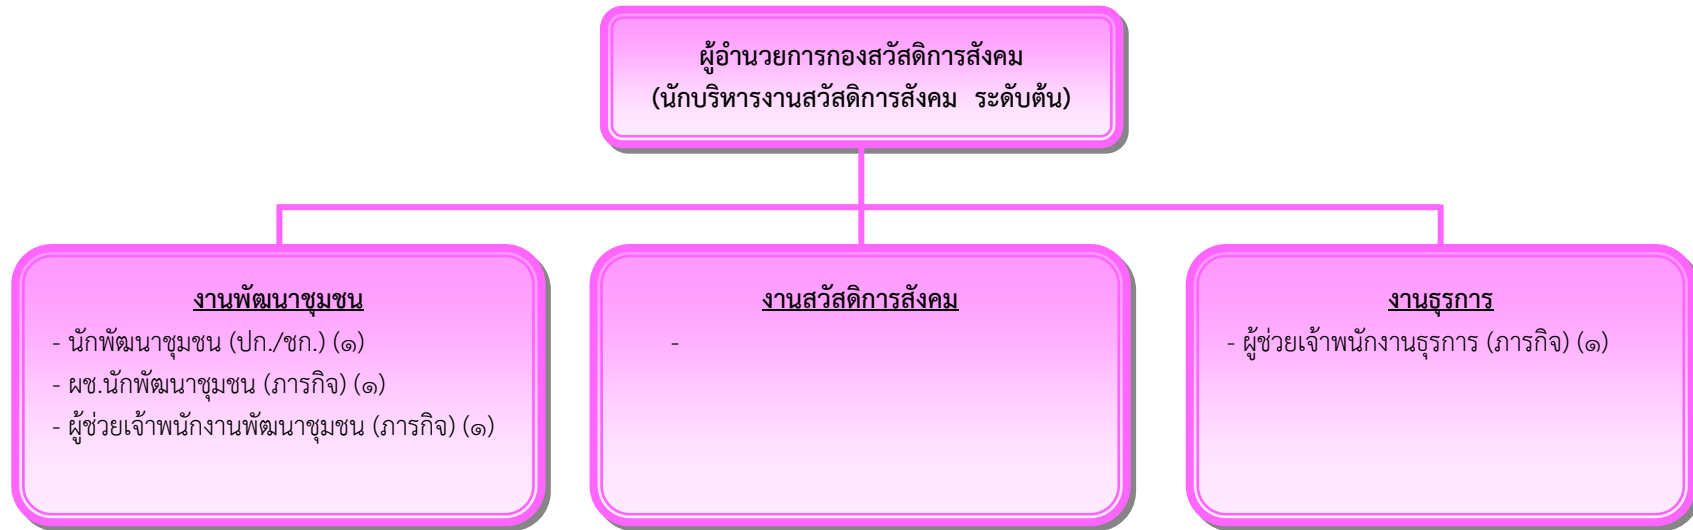 ผู้อำนวยการกองสวัสดิการสังคม
(นักบริหารงานสวัสดิการสังคม ระดับต้น)
งานพัฒนาชุมชน
- นักพัฒนาชุมชน (ปก./ชก.) (๑)
- ผช.นักพัฒนาชุมชน (ภารกิจ) (๑)
- ผู้ช่วยเจ้าพนักงานพัฒนาชุมชน (ภารกิจ) (๑)
งานสวัสดิการสังคม
-
งานธุรการ
- ผู้ช่วยเจ้าพนักงานธุรการ (ภารกิจ) (๑)